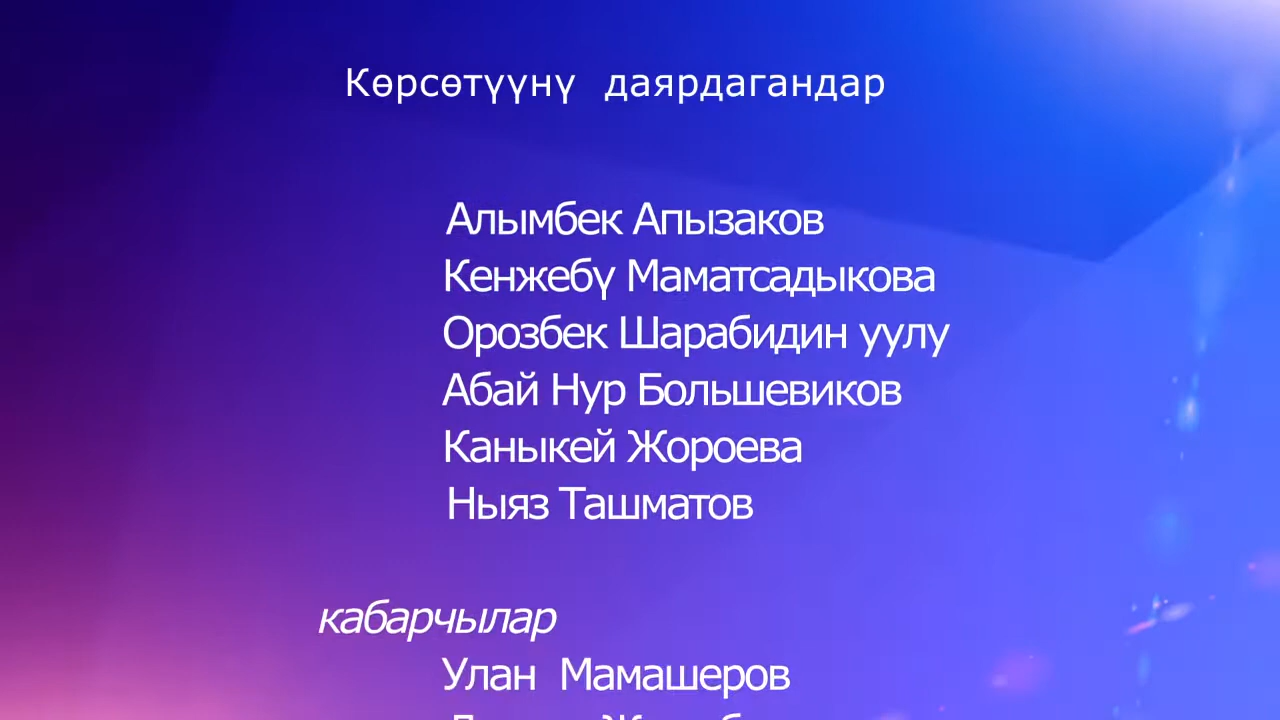 Көрсөтүүнү даярдагандар
Алымбек Апызаков
Кенжебү Маматсадыкова
Орозбек Шарабидин уулу
Абай Нур Большевиков
Каныкей Жороева
Ныяз Ташматов
кабарчылар
Улан Мамашеров